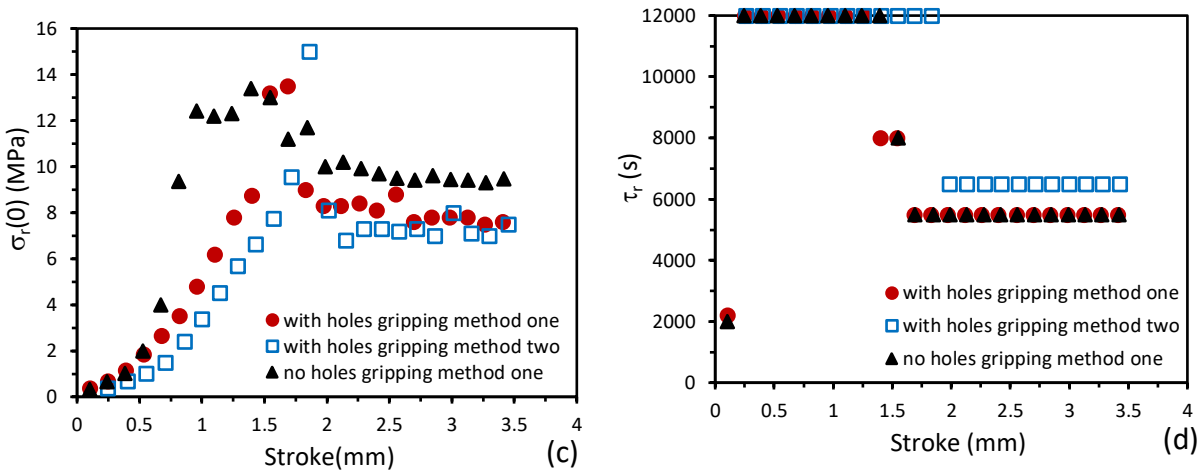 16
14
12
10
8
6
4
2
0
σr(0) (MPa)
with holes gripping method one
with holes gripping method two
no holes gripping method one
0 0.5 1 1.5 2 2.5 3 3.5 4
Stroke(mm)
(c)
12000
10000
8000
6000
4000
2000
0
τr (s)
with holes gripping method one
with holes gripping method two
no holes gripping method one
0 0.5 1 1.5 2 2.5 3 3.5 4
Stroke (mm)
(d)